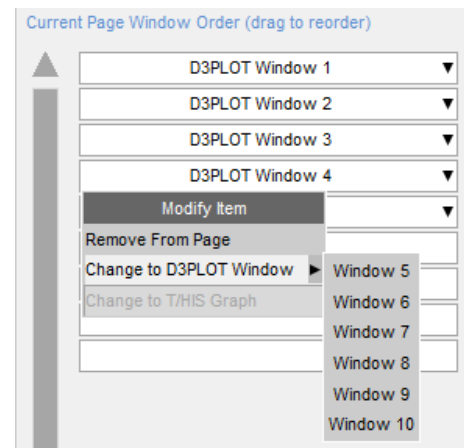 Current Page Window Order (drag to reorder)
D3PLOT Window 1
D3PLOT Window 2
D3PLOT Window 3
D3PLOT Window 4
Modify Item
Remove From Page
Change to D3PLOT Window
Change to T/HIS Graph
Window 5
Window 6
Window 7
Window 8
Window 9
Window 10